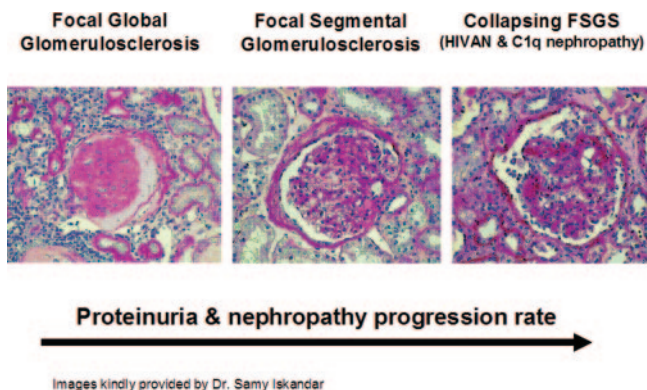 Focal Global
Glomerulosclerosis
Focal Segmental
Glomerulosclerosis
Collapsing FSGS
(HIVAN & C1q nephropathy)
Proteinuria & nephropathy progression rate
Images kindly provided by Dr. Samy Iskandar